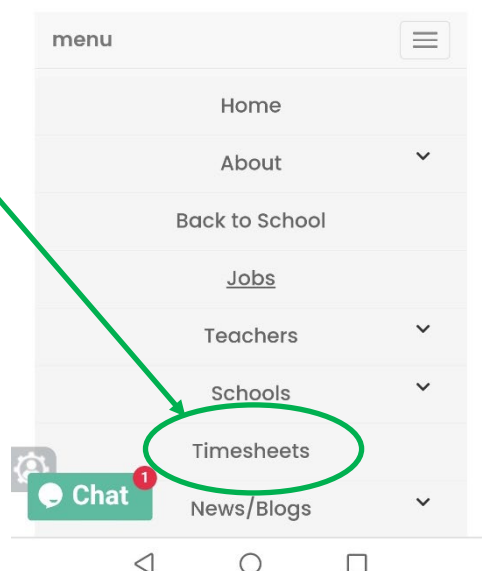 menu
Home
About
Back to School
Jobs
Teachers
Schools
Timesheets
1
Chat
News/Blogs